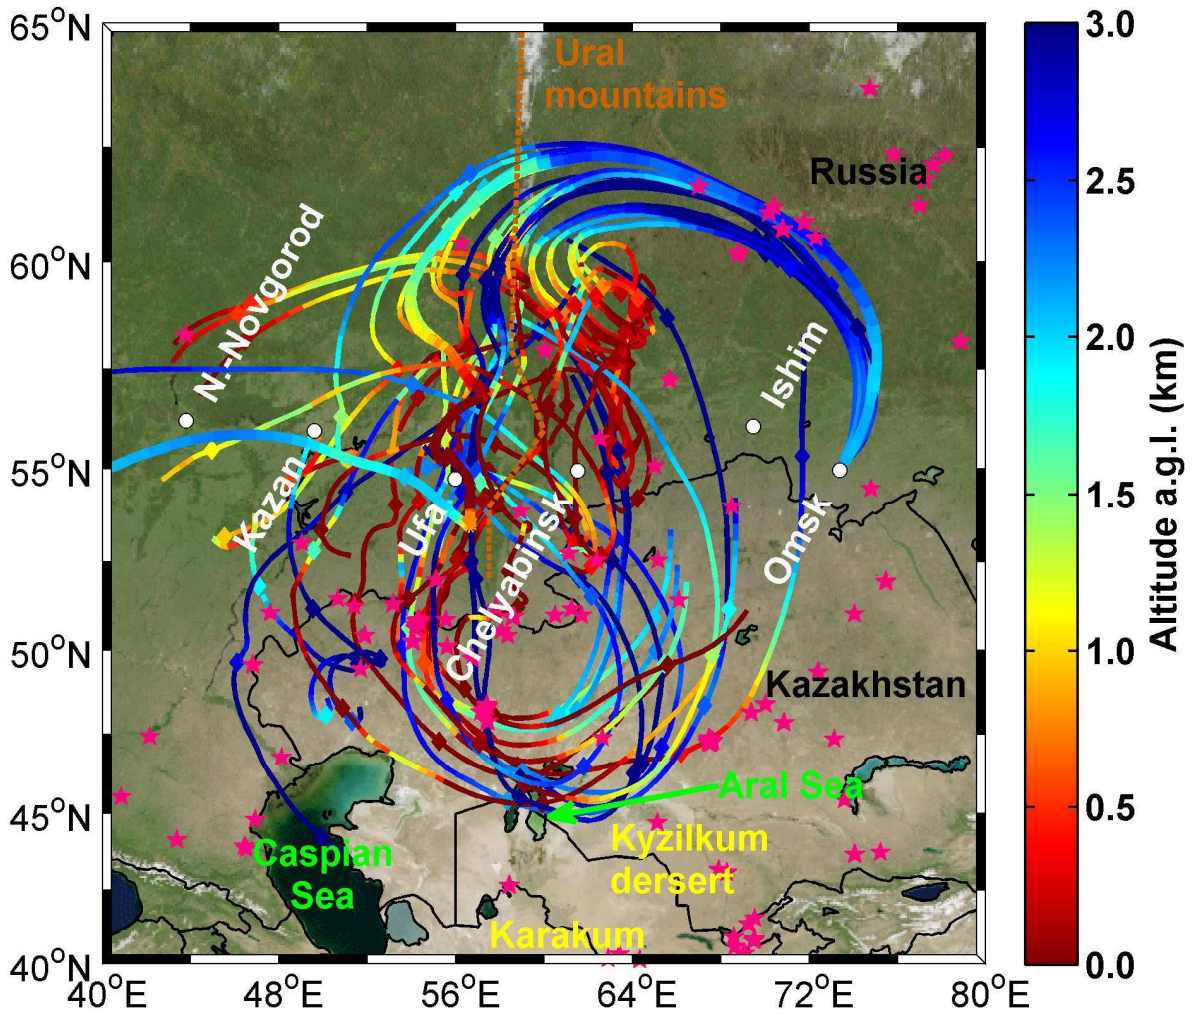 65°N
60°N
55°N
50°N
45°N
40°N
40°E
48°E
56°E
64°E
72°E
80°E
Ural
mountains
Russia
N.-Novgorod
Kazan
Ufa
Chelyabinsk
Ishim
Omsk
Kazakhstan
Aral Sea
Caspian
Sea
Kyzilkum
dersert
Karakum
3.0
2.5
2.0
1.5
1.0
0.5
0.0
Altitude a.g.l. (km)